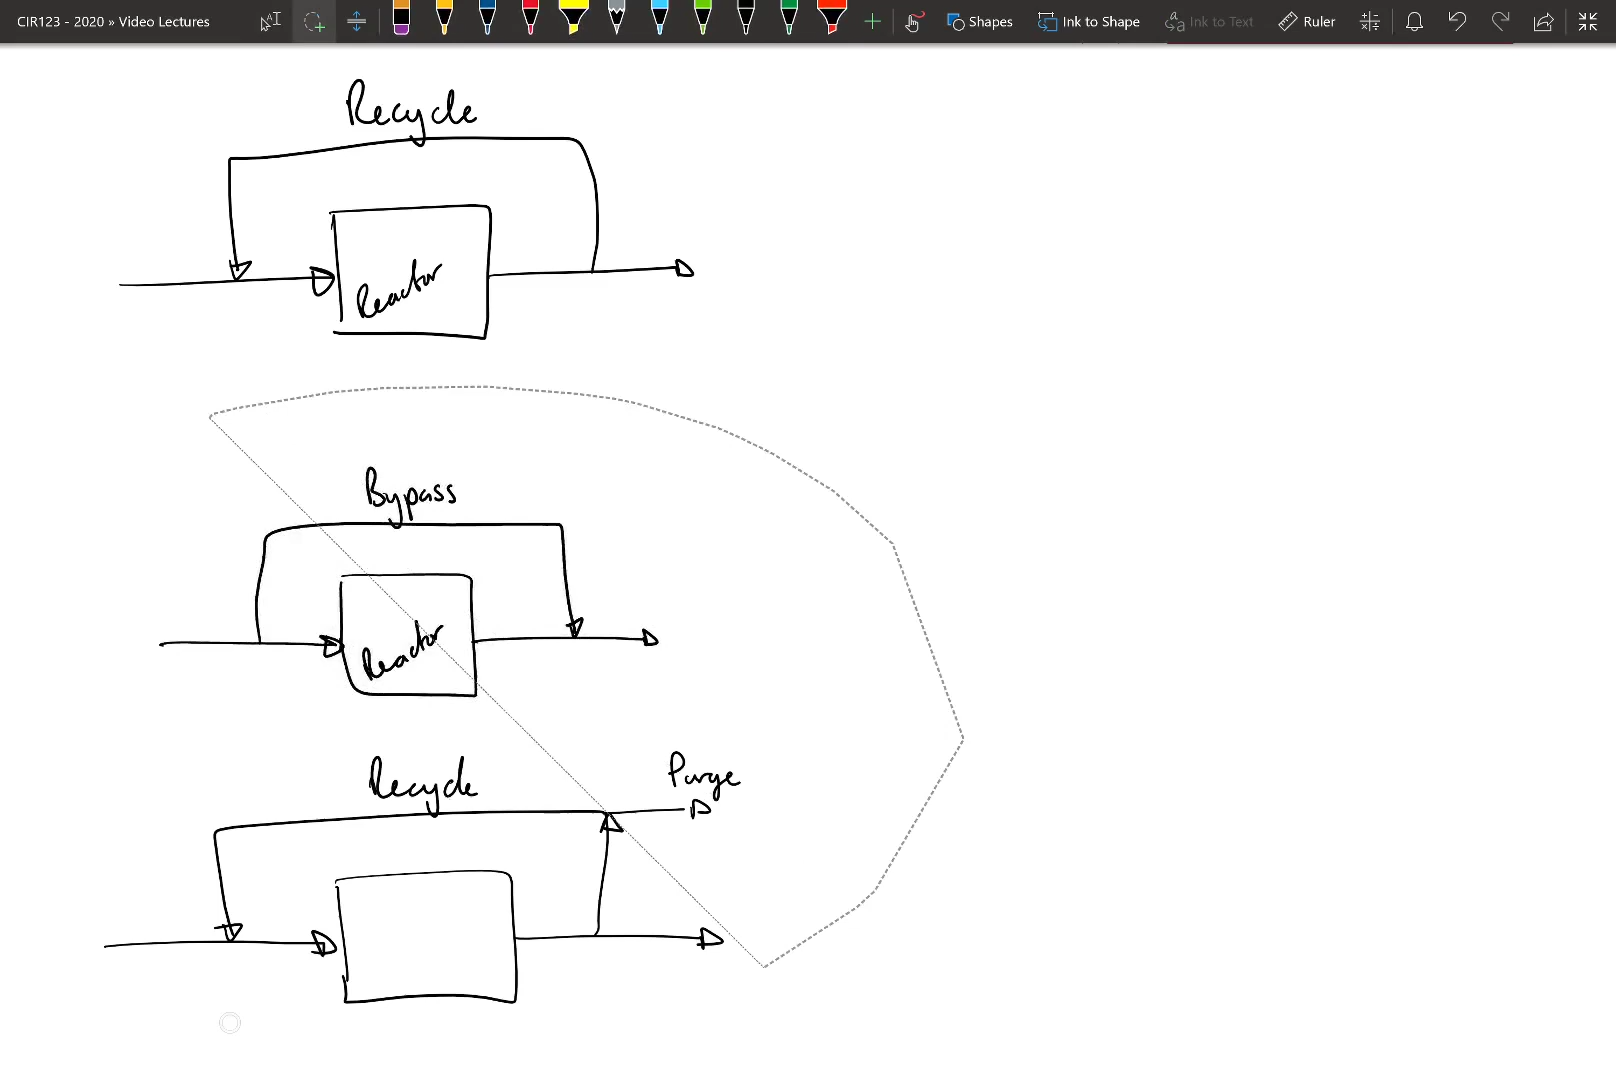 CIR123 - 2020 » Video Lectures
Shapes
Ink to Shape
Ink to Text
Ruler
Recycle
Reactor
Bypass
Reactor
Recycle
Purge